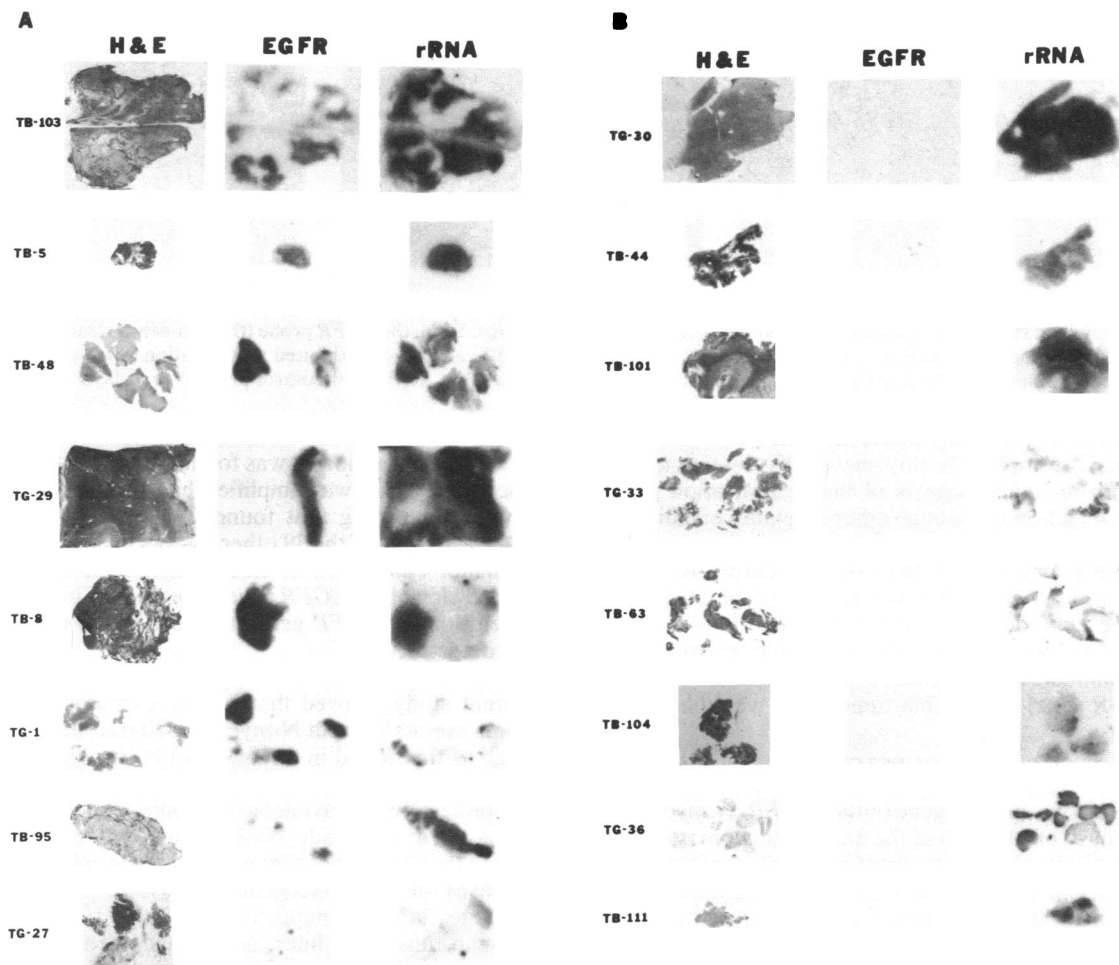 A
H & E EGFR rRNA
TB-103
TB-5
TB-48
TG-29
TB-8
TG-1
TB-95
TG-27
B
H & E EGFR rRNA
TG-30
TB-44
TB-101
TG-33
TB-63
TB-104
TG-36
TB-111